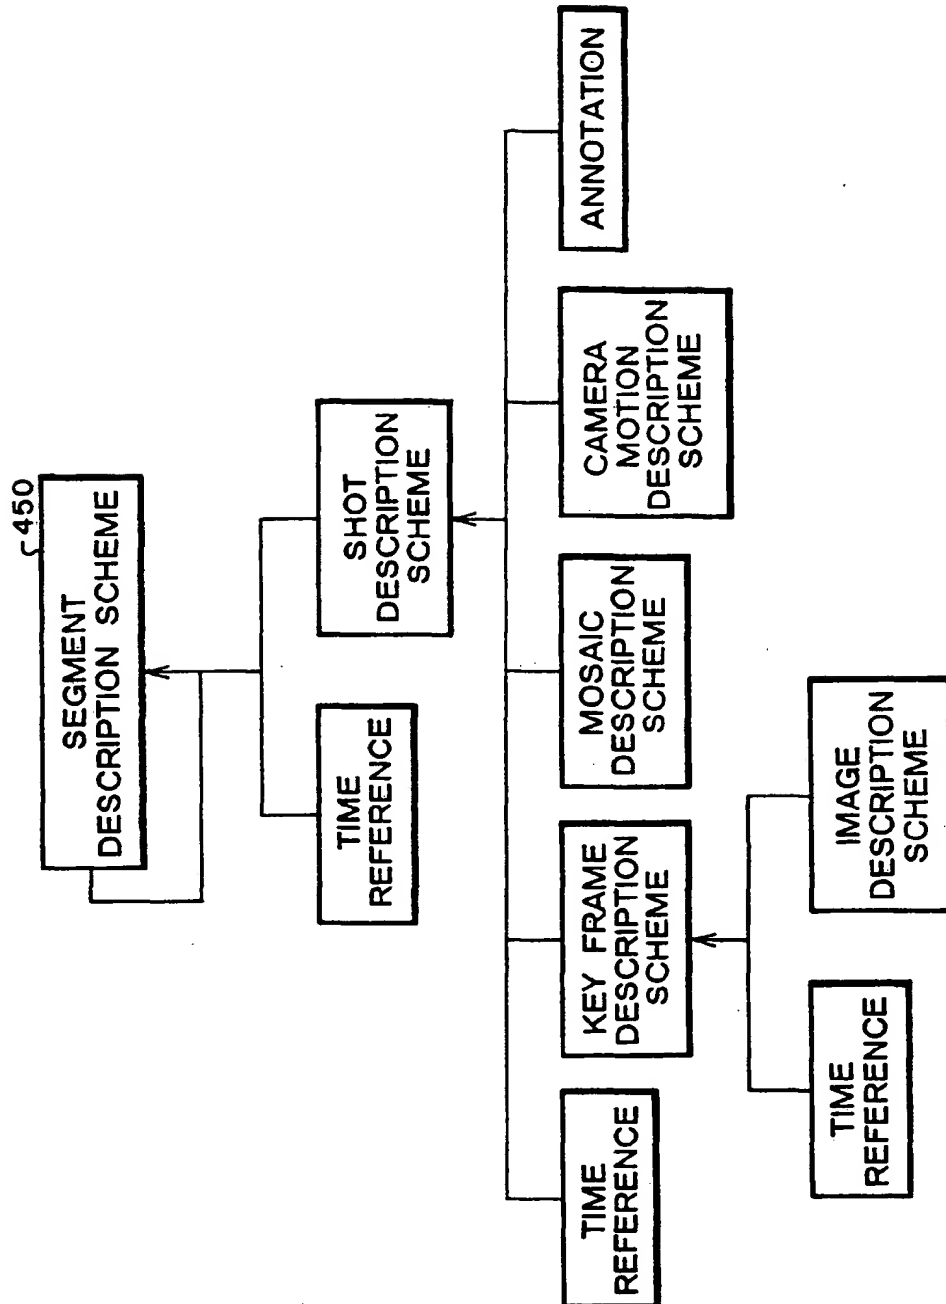 450
SEGMENT
DESCRIPTION SCHEME
TIME
REFERENCE
SHOT
DESCRIPTION
SCHEME
TIME
REFERENCE
KEY FRAME
DESCRIPTION
SCHEME
MOSAIC
DESCRIPTION
SCHEME
CAMERA
MOTION
DESCRIPTION
SCHEME
ANNOTATION
TIME
REFERENCE
IMAGE
DESCRIPTION
SCHEME